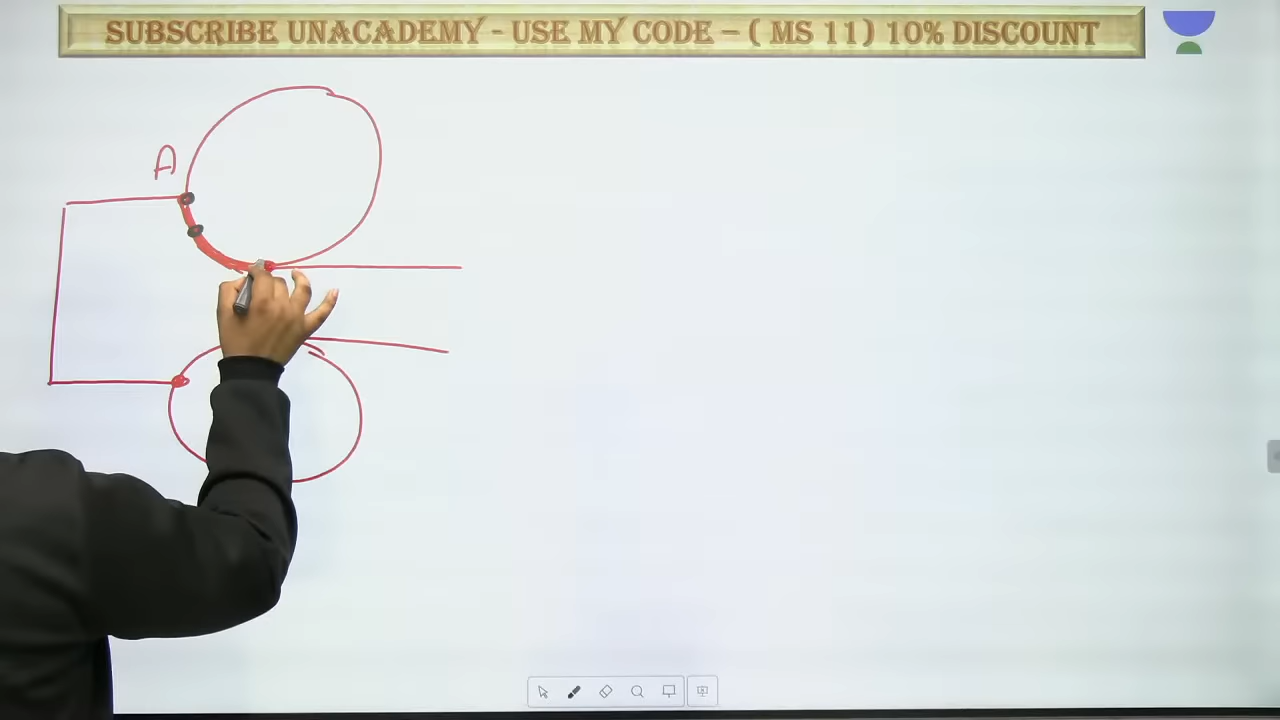 SUBSCRIBE UNACADEMY - USE MY CODE – ( MS 11) 10% DISCOUNT
A